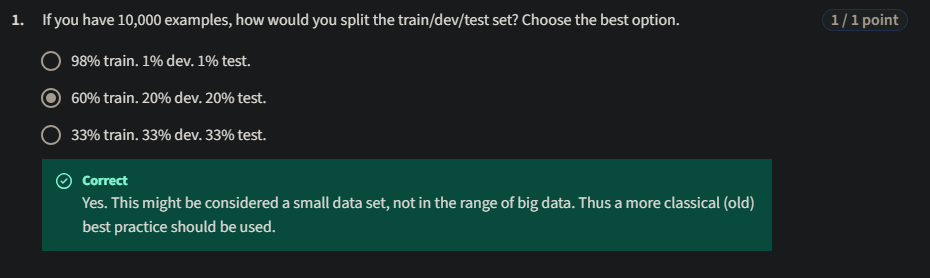 1. If you have 10,000 examples, how would you split the train/dev/test set? Choose the best option. 1 / 1 point
98% train. 1% dev. 1% test.
60% train. 20% dev. 20% test.
33% train. 33% dev. 33% test.
Correct
Yes. This might be considered a small data set, not in the range of big data. Thus a more classical (old)
best practice should be used.